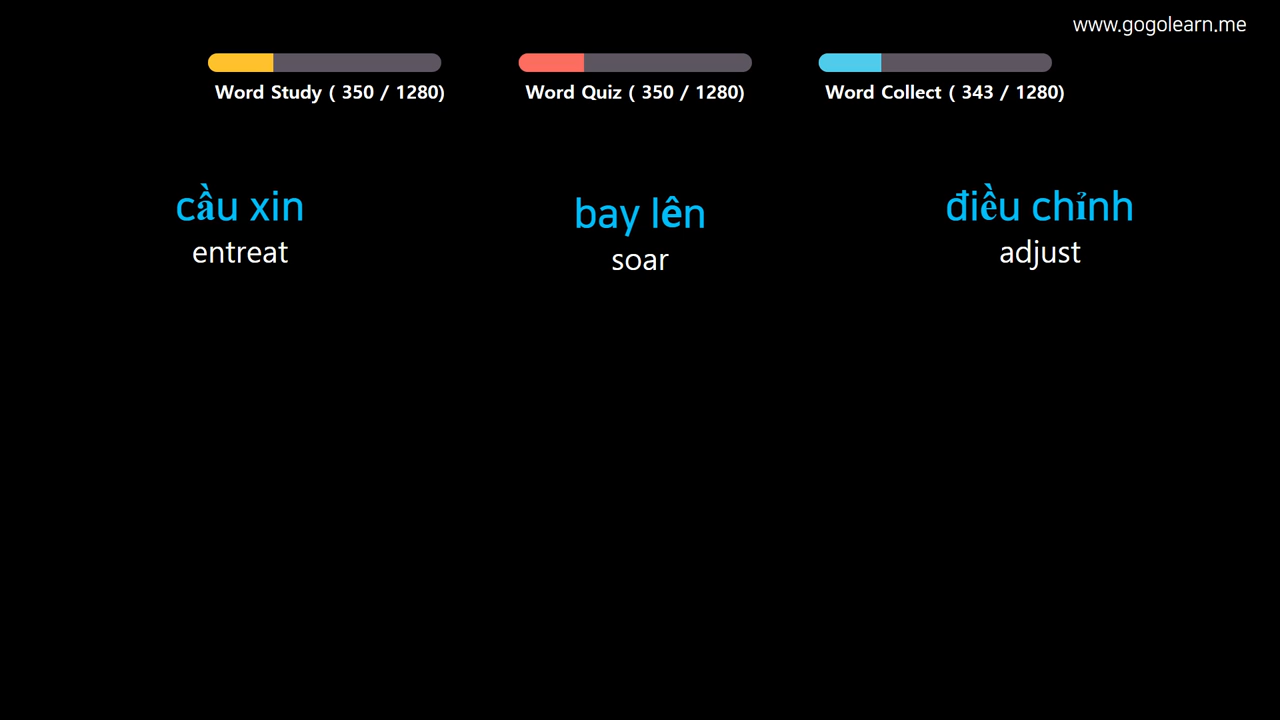 www.gogolearn.me
Word Study ( 350 / 1280)
Word Quiz ( 350 / 1280)
Word Collect ( 343 / 1280)
cầu xin
entreat
bay lên
soar
điều chỉnh
adjust